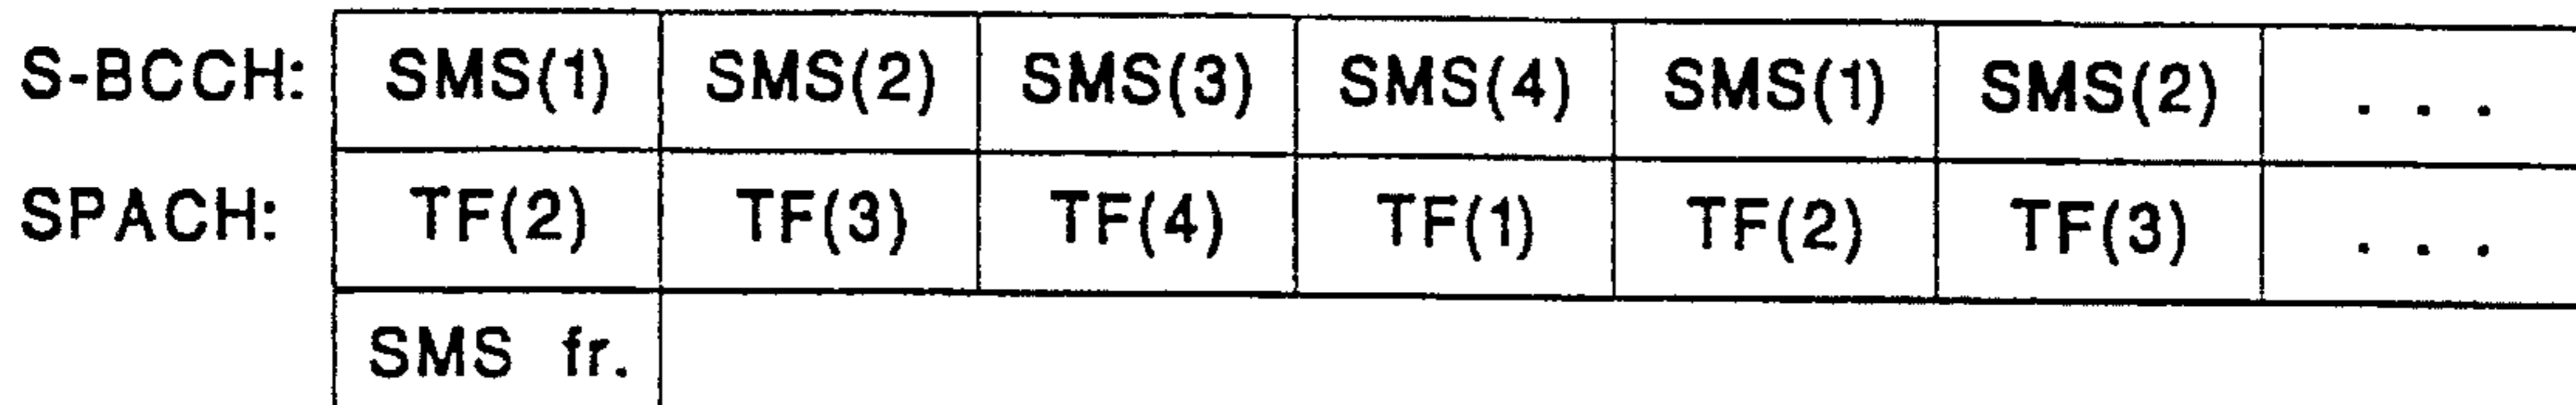 S-BCCH: SMS(1) SMS(2) SMS(3) SMS(4) SMS(1) SMS(2) . . .
SPACH: TF(2) TF(3) TF(4) TF(1) TF(2) TF(3) . . .
SMS fr.